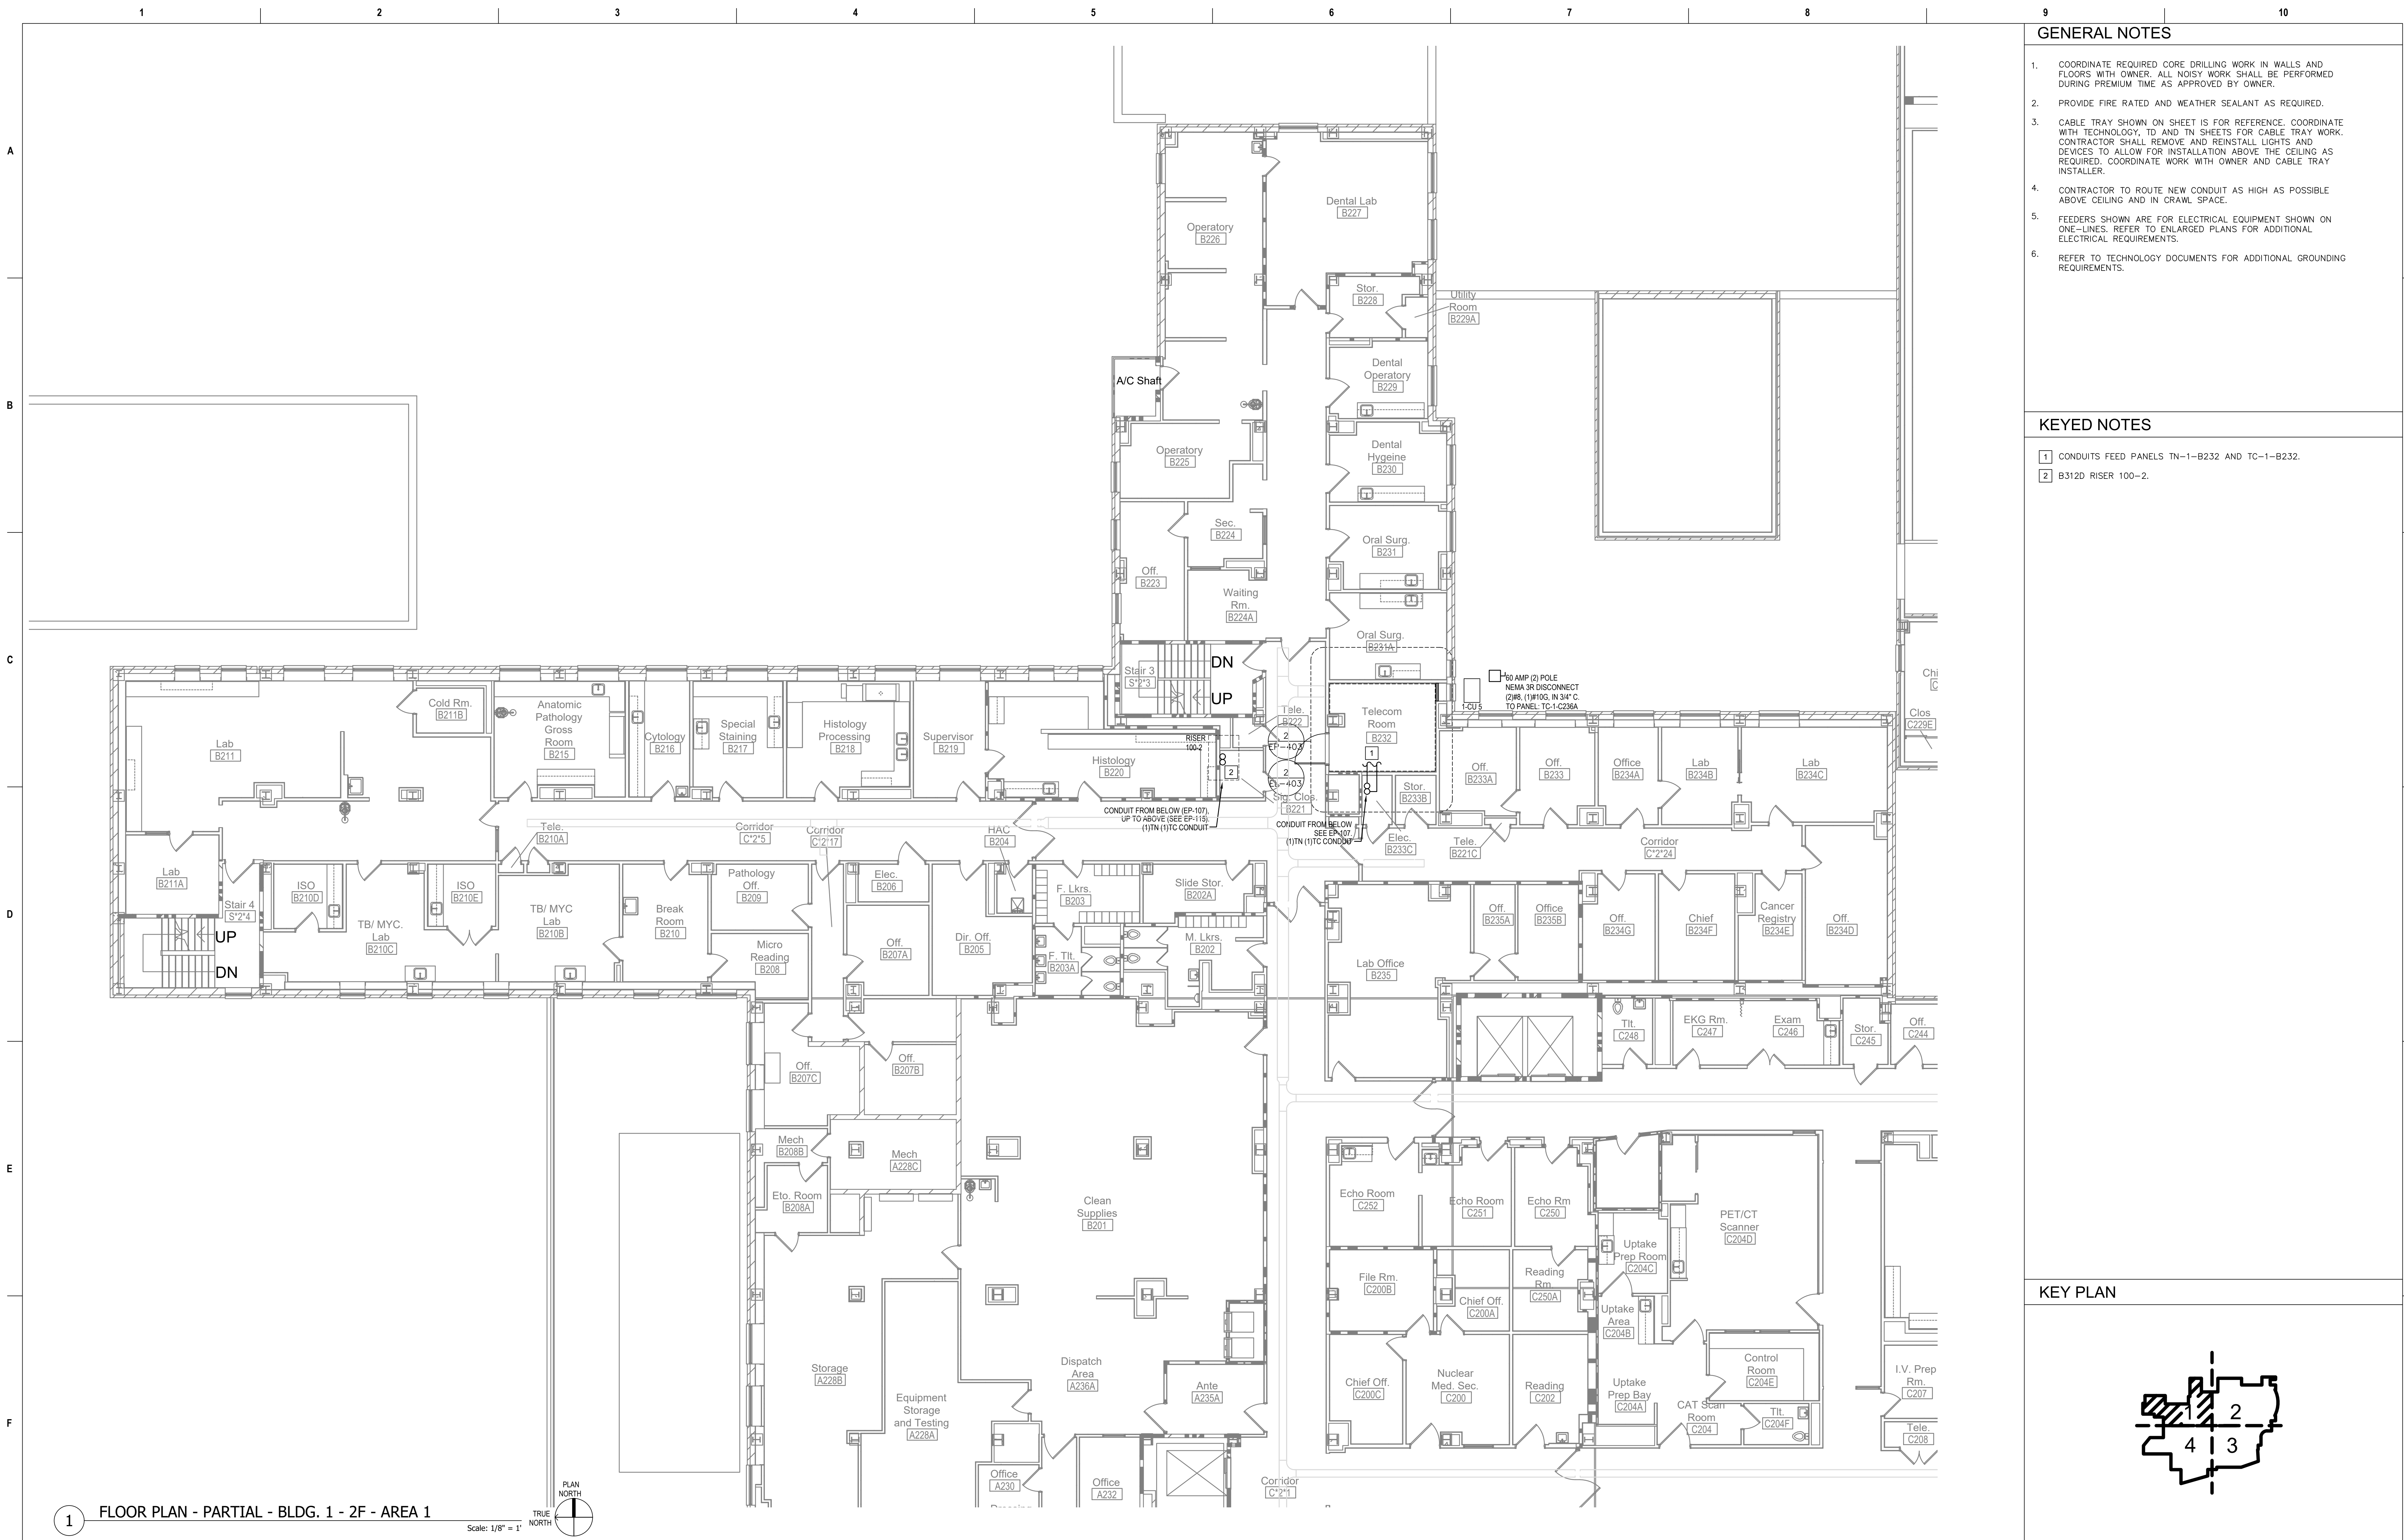 1 2 3 4 5 6 7 8 9 10
A
B
C
D
E
F
GENERAL NOTES
1. COORDINATE REQUIRED CORE DRILLING WORK IN WALLS AND
FLOORS WITH OWNER. ALL NOISY WORK SHALL BE PERFORMED
DURING PREMIUM TIME AS APPROVED BY OWNER.
2. PROVIDE FIRE RATED AND WEATHER SEALANT AS REQUIRED.
3. CABLE TRAY SHOWN ON SHEET IS FOR REFERENCE. COORDINATE
WITH TECHNOLOGY, TD AND TN SHEETS FOR CABLE TRAY WORK.
CONTRACTOR SHALL REMOVE AND REINSTALL LIGHTS AND
DEVICES TO ALLOW FOR INSTALLATION ABOVE THE CEILING AS
REQUIRED. COORDINATE WORK WITH OWNER AND CABLE TRAY
INSTALLER.
4. CONTRACTOR TO ROUTE NEW CONDUIT AS HIGH AS POSSIBLE
ABOVE CEILING AND IN CRAWL SPACE.
5. FEEDERS SHOWN ARE FOR ELECTRICAL EQUIPMENT SHOWN ON
ONE-LINES. REFER TO ENLARGED PLANS FOR ADDITIONAL
ELECTRICAL REQUIREMENTS.
6. REFER TO TECHNOLOGY DOCUMENTS FOR ADDITIONAL GROUNDING
REQUIREMENTS.
KEYED NOTES
1 CONDUITS FEED PANELS TN-1-B232 AND TC-1-B232.
2 B312D RISER 100-2.
KEY PLAN
1
2
4
3
Dental Lab
B227
Operatory
B226
Stor.
B228
Utility
Room
B229A
Dental
Operatory
B229
A/C Shaft
Operatory
B225
Dental
Hygeine
B230
Sec.
B224
Oral Surg.
B231
Off.
B223
Waiting
Rm.
B224A
Oral Surg.
B231A
Stair 3
S*2*3
DN
UP
60 AMP (2) POLE
NEMA 3R DISCONNECT
(2)#8, (1)#10G, IN 3/4" C.
TO PANEL: TC-1-C236A
1-CU 5
Chi
C
Clos
C229E
Cold Rm.
B211B
Lab
B211
Anatomic
Pathology
Gross
Room
B215
Cytology
B216
Special
Staining
B217
Histology
Processing
B218
Supervisor
B219
Histology
B220
RISER
100-2
2
Tele.
B222
2
EP-403
2
EL-403
Sig. Clos.
B221
Telecom
Room
B232
1
Stor.
B233B
Off.
B233A
Off.
B233
Office
B234A
Lab
B234B
Lab
B234C
CONDUIT FROM BELOW (EP-107),
UP TO ABOVE (SEE EP-115).
(1)TN (1)TC CONDUIT
CONDUIT FROM BELOW
SEE EP-107.
(1)TN (1)TC CONDUIT
Elec.
B233C
Tele.
B221C
Corridor
C*2*24
Tele.
B210A
Corridor
C*2*5
Corridor
C*2*17
HAC
B204
Lab
B211A
Stair 4
S*2*4
UP
DN
ISO
B210D
TB/ MYC.
Lab
B210C
ISO
B210E
TB/ MYC
Lab
B210B
Break
Room
B210
Pathology
Off.
B209
Micro
Reading
B208
Elec.
B206
Off.
B207A
Dir. Off.
B205
F. Lkrs.
B203
F. Tlt.
B203A
Slide Stor.
B202A
M. Lkrs.
B202
Lab Office
B235
Off.
B235A
Office
B235B
Off.
B234G
Chief
B234F
Cancer
Registry
B234E
Off.
B234D
Tlt.
C248
EKG Rm.
C247
Exam
C246
Stor.
C245
Off.
C244
Off.
B207C
Off.
B207B
Mech
B208B
Mech
A228C
Eto. Room
B208A
Clean
Supplies
B201
Echo Room
C252
Echo Room
C251
Echo Rm
C250
PET/CT
Scanner
C204D
Uptake
Prep Room
C204C
File Rm.
C200B
Reading
Rm.
C250A
Chief Off.
C200A
Uptake
Area
C204B
Storage
A228B
Equipment
Storage
and Testing
A228A
Dispatch
Area
A236A
Ante
A235A
Chief Off.
C200C
Nuclear
Med. Sec.
C200
Reading
C202
Uptake
Prep Bay
C204A
Control
Room
C204E
CAT Scan
Room
C204
Tlt.
C204F
I.V. Prep
Rm.
C207
Tele.
C208
Office
A230
Office
A232
Corridor
C*2*1
1 FLOOR PLAN - PARTIAL - BLDG. 1 - 2F - AREA 1
Scale: 1/8" = 1'
PLAN
NORTH
TRUE
NORTH